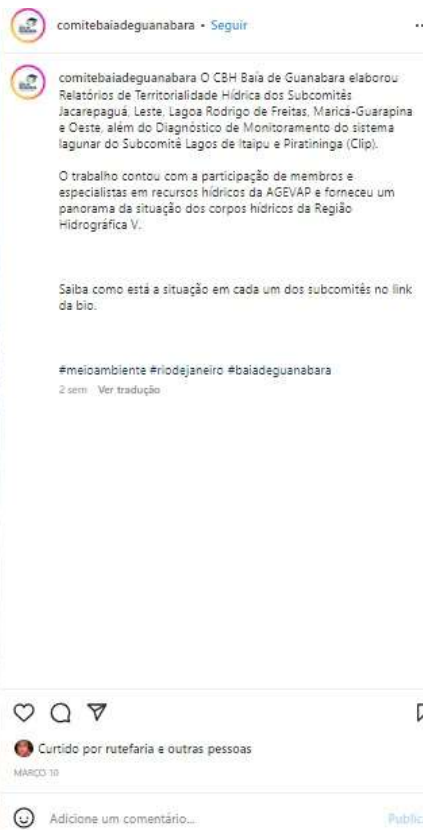 comitebaiadeguanabara • Seguir
comitebaiadeguanabara O CBH Baía de Guanabara elaborou
Relatórios de Territorialidade Hídrica dos Subcomitês
Jacarepaguá, Leste, Lagoa Rodrigo de Freitas, Maricá-Guarapina
e Oeste, além do Diagnóstico de Monitoramento do sistema
lagunar do Subcomitê Lagos de Itaipu e Piratininga (Clip).
O trabalho contou com a participação de membros e
especialistas em recursos hídricos da AGEVAP e forneceu um
panorama da situação dos corpos hídricos da Região
Hidrográfica V.
Saiba como está a situação em cada um dos subcomitês no link
da bio.
#meioambiente #riodejaneiro #baiadeguanabara
2 sem Ver tradução
Curtido por rutefaria e outras pessoas
MARÇO 10
Adicione um comentário...
Public